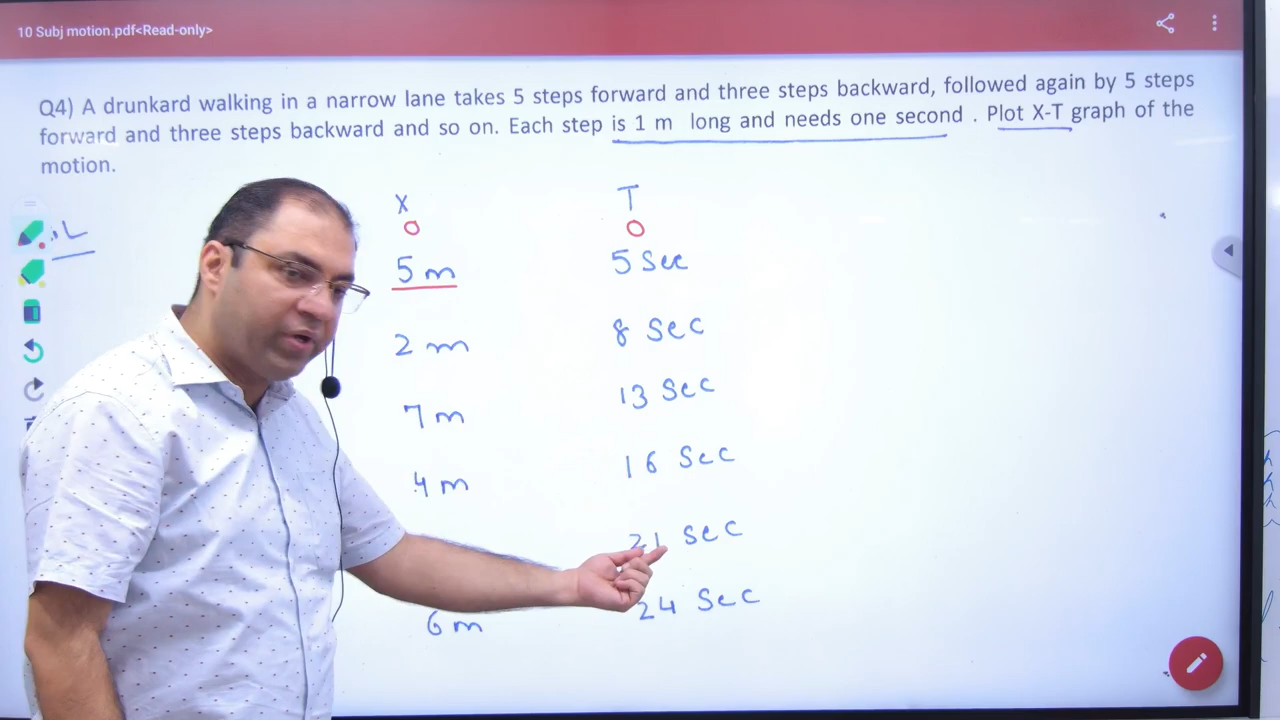 10 Subj motion.pdf<Read-only>
Q4) A drunkard walking in a narrow lane takes 5 steps forward and three steps backward, followed again by 5 steps
forward and three steps backward and so on. Each step is 1 m long and needs one second . Plot X-T graph of the
motion.
X T
0 0
5 m 5 Sec
2 m 8 Sec
7 m 13 Sec
4 m 16 Sec
21 Sec
6 m 24 Sec